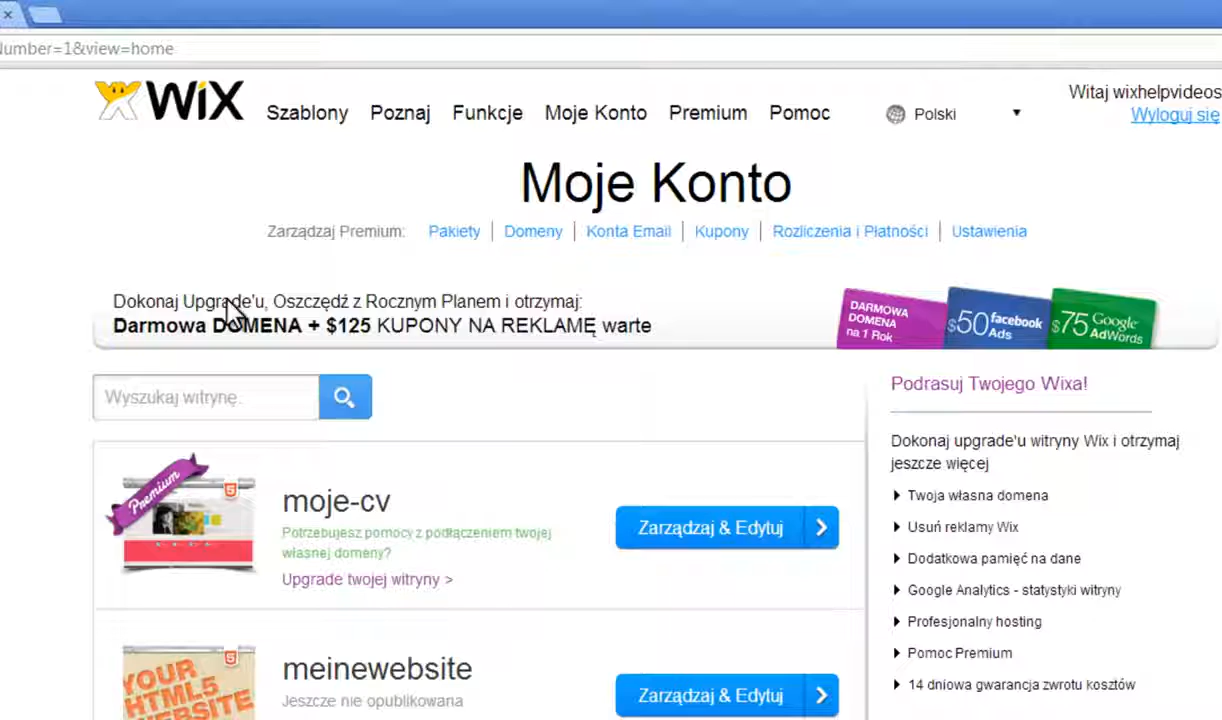 Number=1&view=home
WiX
Szablony Poznaj Funkcje Moje Konto Premium Pomoc
Polski
Witaj wixhelpvideos
Wyloguj się
Moje Konto
Zarządzaj Premium: Pakiety Domeny Konta Email Kupony Rozliczenia i Płatności Ustawienia
Dokonaj Upgrade'u, Oszczędź z Rocznym Planem i otrzymaj:
Darmowa DOMENA + $125 KUPONY NA REKLAMĘ warte
DARMOWA
DOMENA
na 1 Rok
$50 facebook Ads
$75 Google AdWords
Wyszukaj witrynę.
Podrasuj Twojego Wixa!
Dokonaj upgrade'u witryny Wix i otrzymaj
jeszcze więcej
Twoja własna domena
Usuń reklamy Wix
Dodatkowa pamięć na dane
Google Analytics - statystyki witryny
Profesjonalny hosting
Pomoc Premium
14 dniowa gwarancja zwrotu kosztów
Premium
5
moje-cv
Potrzebujesz pomocy z podłączeniem twojej
własnej domeny?
Upgrade twojej witryny >
Zarządzaj & Edytuj
YOUR
HTML5
WEBSITE
5
meinewebsite
Jeszcze nie opublikowana
Zarządzaj & Edytuj